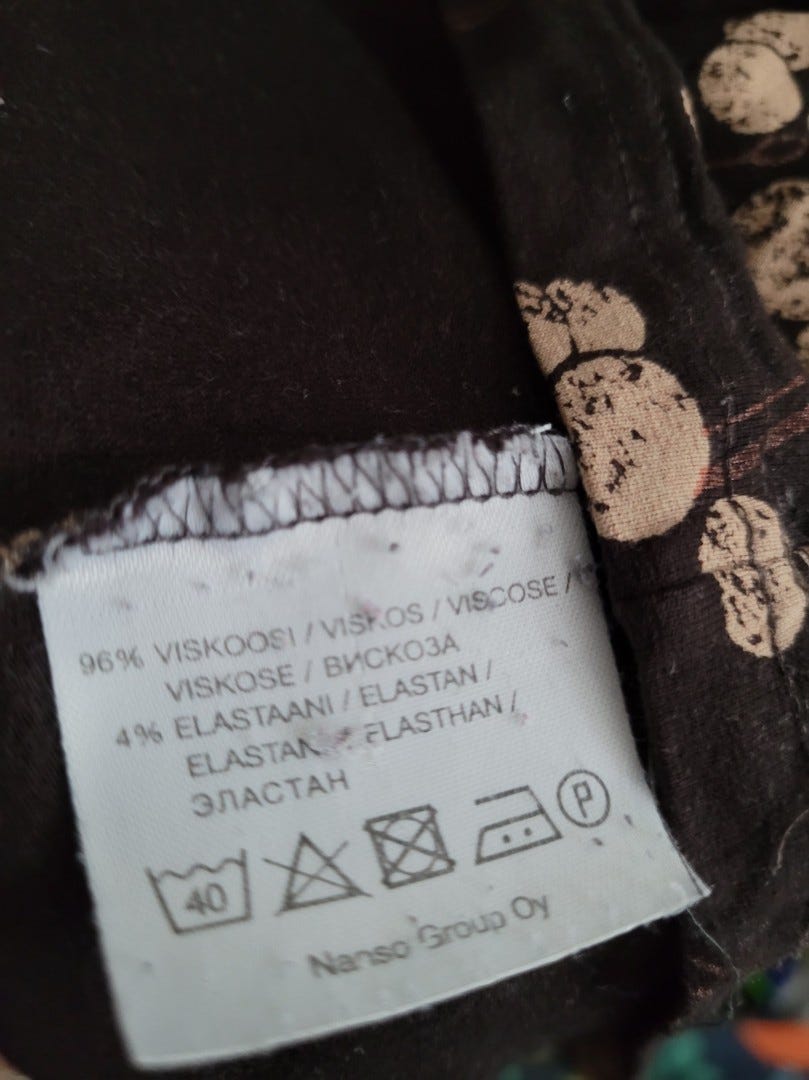 96% VISKOOSI / VISKOS / VISCOSE /
VISKOSE / ВИСКОЗА
4% ELASTAANI / ELASTAN /
ELASTAN / ELASTHAN /
ЭЛАСТАН
40 P
Nanso Group Oy